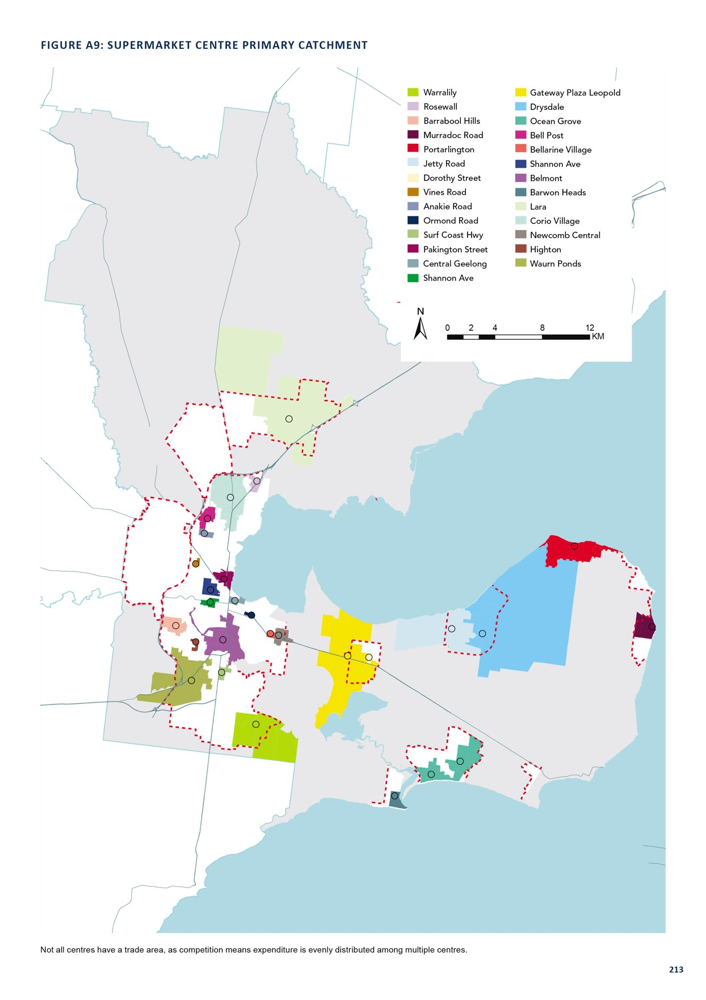 FIGURE A9: SUPERMARKET CENTRE PRIMARY CATCHMENT
Warralily
Rosewall
Barrabool Hills
Murradoc Road
Portarlington
Jetty Road
Dorothy Street
Vines Road
Anakie Road
Ormond Road
Surf Coast Hwy
Pakington Street
Central Geelong
Shannon Ave
Gateway Plaza Leopold
Drysdale
Ocean Grove
Bell Post
Bellarine Village
Shannon Ave
Belmont
Barwon Heads
Lara
Corio Village
Newcomb Central
Highton
Waurn Ponds
N
0 2 4 8 12
KM
Not all centres have a trade area, as competition means expenditure is evenly distributed among multiple centres.
213